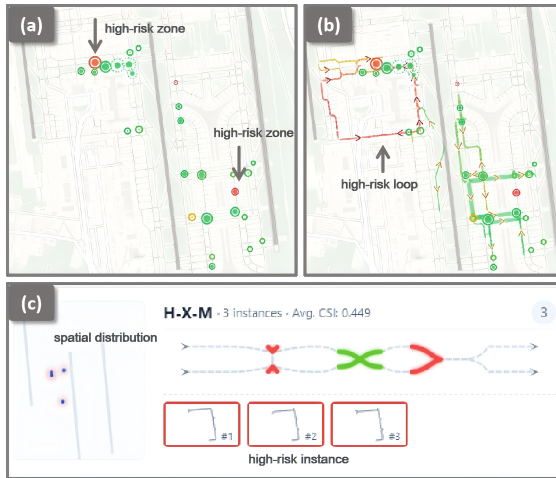 (a)
high-risk zone
high-risk zone
(b)
high-risk loop
(c)
H-X-M - 3 instances · Avg. CSI: 0.449
3
spatial distribution
#1
#2
#3
high-risk instance